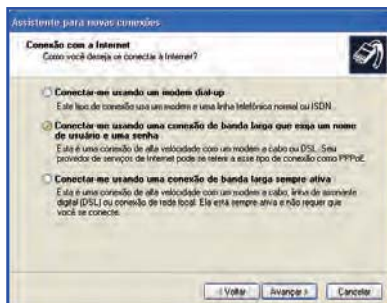 Assistente para novas conexões
Conexão com a Internet
Como você deseja se conectar à Internet?
Conectar-me usando um modem dial-up
Este tipo de conexão usa um modem e uma linha telefônica normal ou ISDN.
Conectar-me usando uma conexão de banda larga que exija um nome
de usuário e uma senha
Esta é uma conexão de alta velocidade com um modem a cabo ou DSL. Seu
provedor de serviços de Internet pode se referir a esse tipo de conexão como PPPoE.
Conectar-me usando uma conexão de banda larga sempre ativa
Esta é uma conexão de alta velocidade com um modem a cabo, linha de assinante
digital (DSL) ou conexão de rede local. Ela está sempre ativa e não requer que
você se conecte.
< Voltar
Avançar >
Cancelar